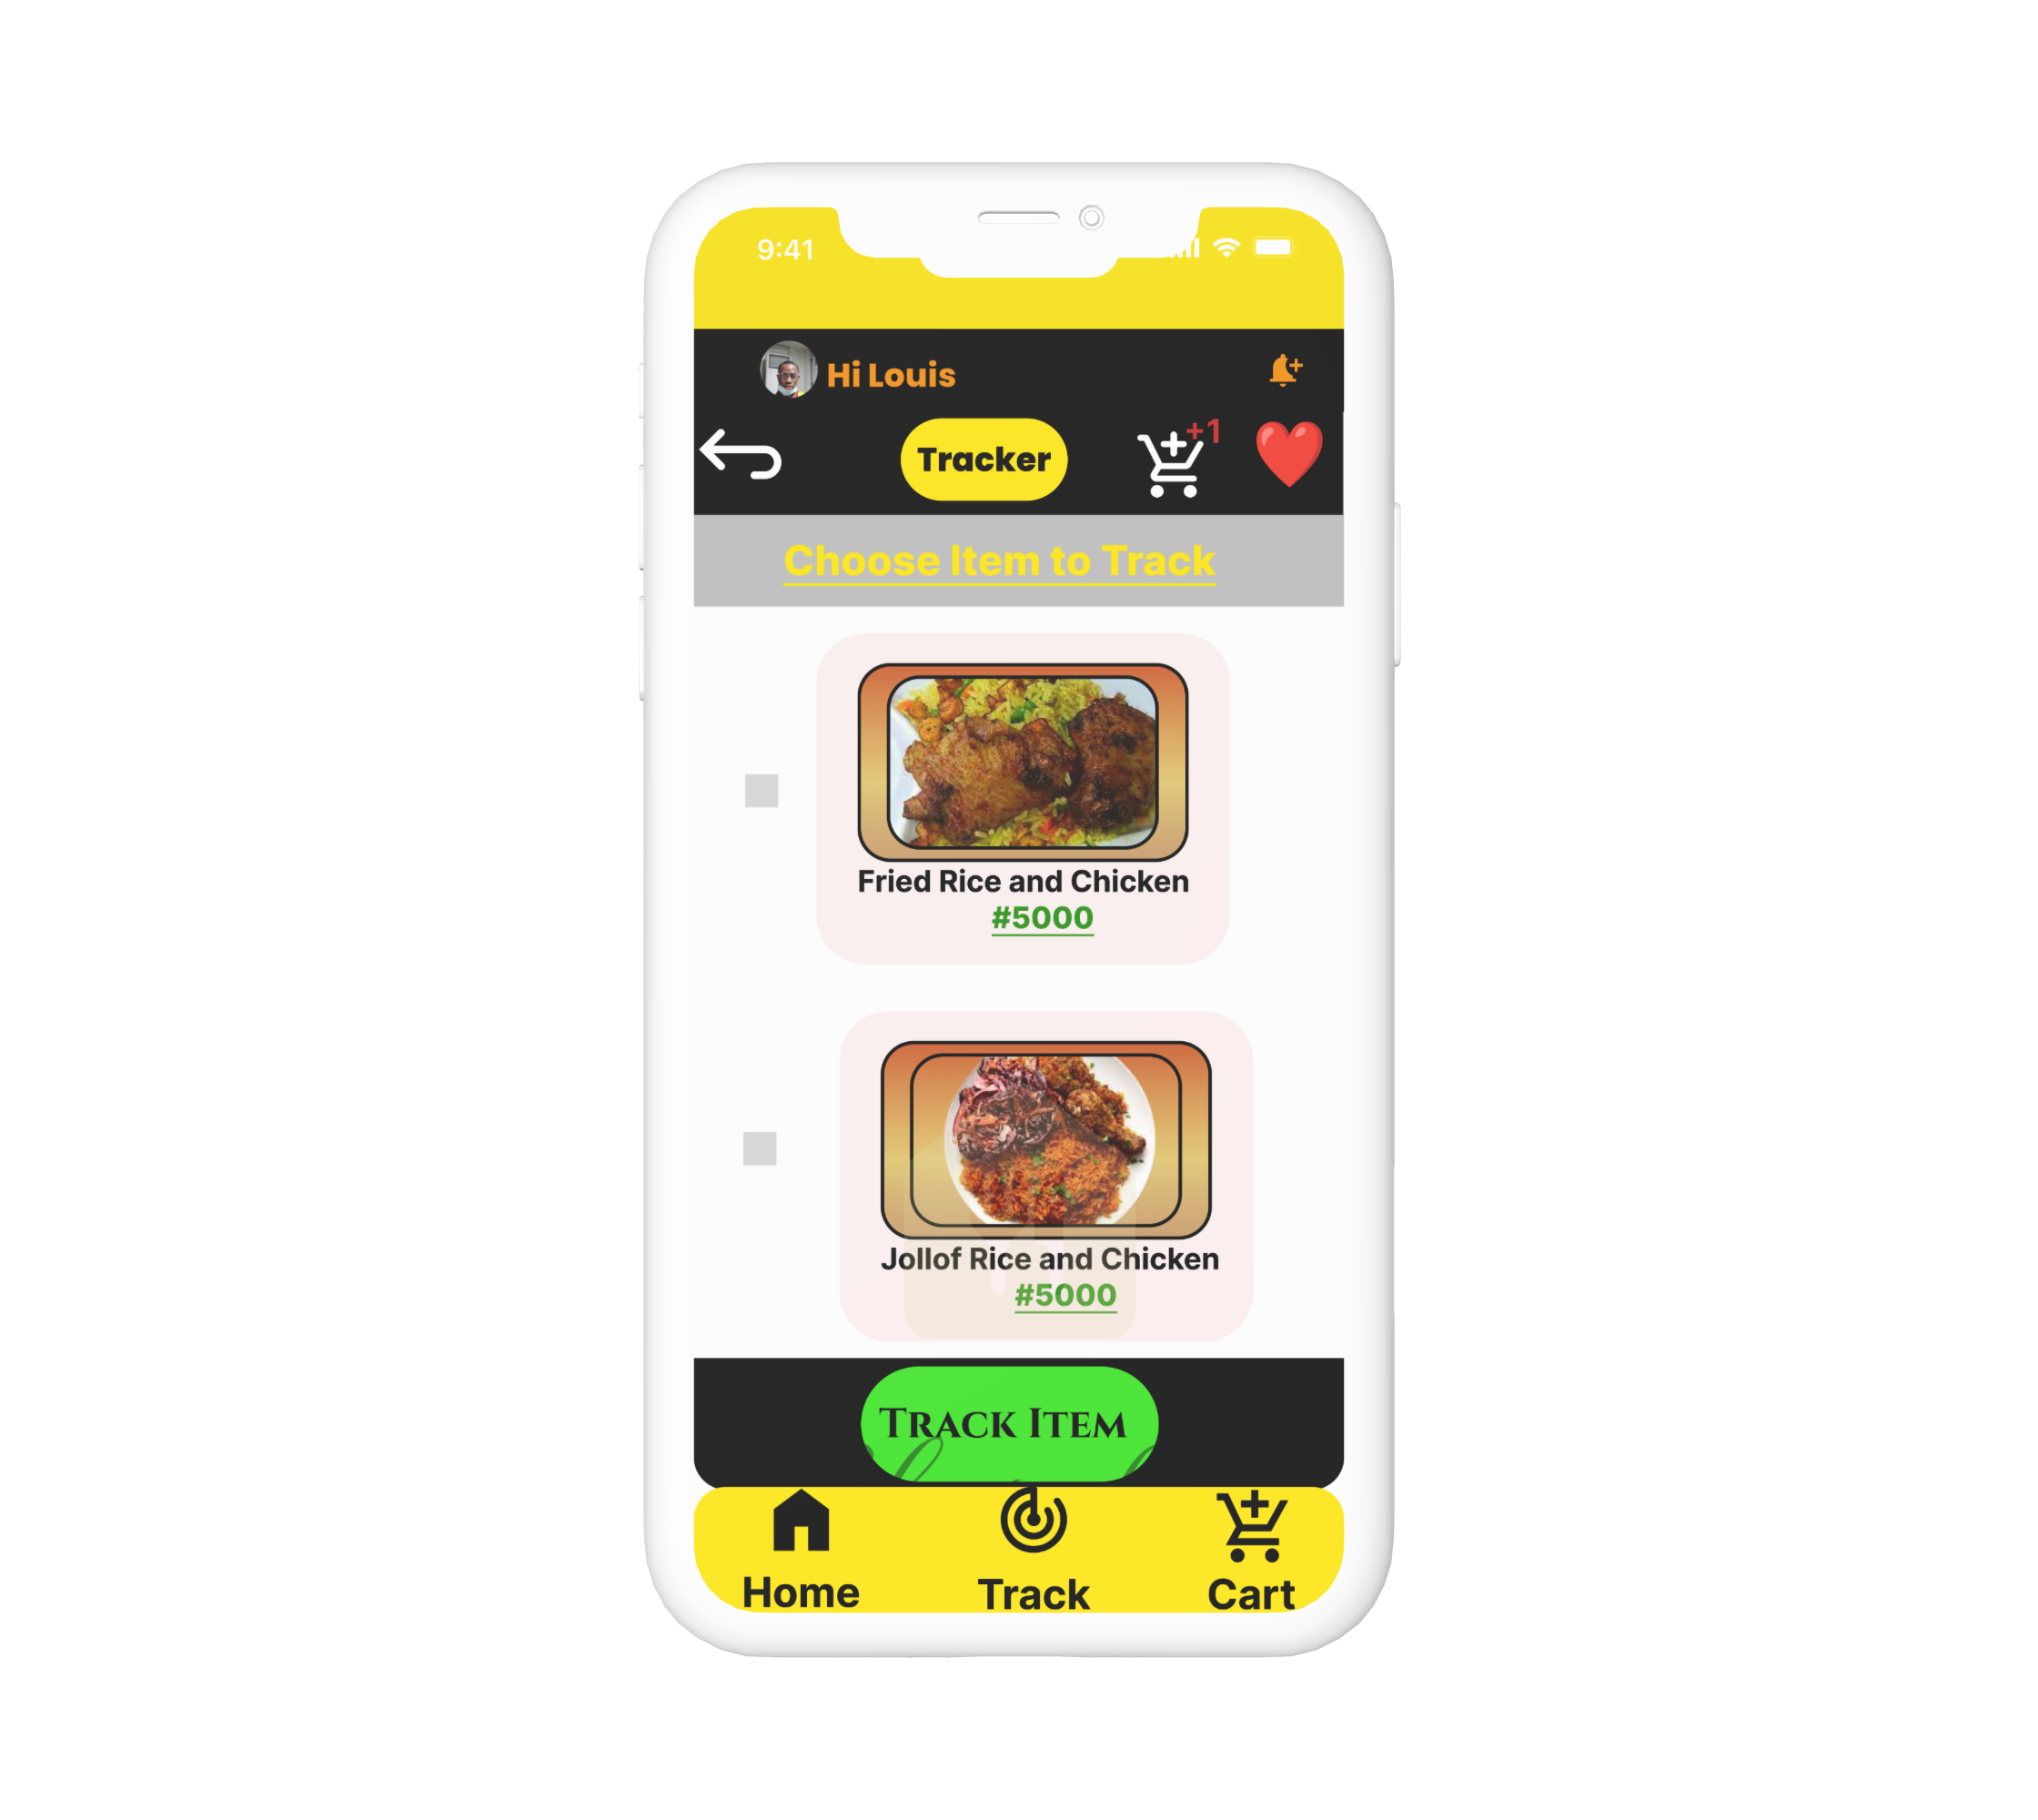 9:41
Hi Louis
Tracker
+1
Choose Item to Track
Fried Rice and Chicken
#5000
Jollof Rice and Chicken
#5000
Track Item
Home
Track
Cart